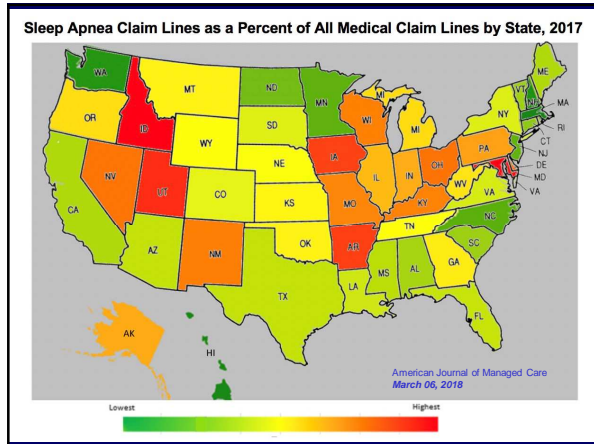 Sleep Apnea Claim Lines as a Percent of All Medical Claim Lines by State, 2017
WA
MT
ND
MN
ME
VT
NH
MA
OR
ID
SD
WI
MI
MI
NY
RI
CT
WY
IA
PA
NJ
DE
NV
UT
NE
IL
IN
OH
MD
CO
WV
VA
VA
CA
KS
MO
KY
AZ
NM
OK
AR
TN
NC
SC
TX
MS
AL
GA
LA
FL
AK
HI
American Journal of Managed Care
March 06, 2018
Lowest
Highest